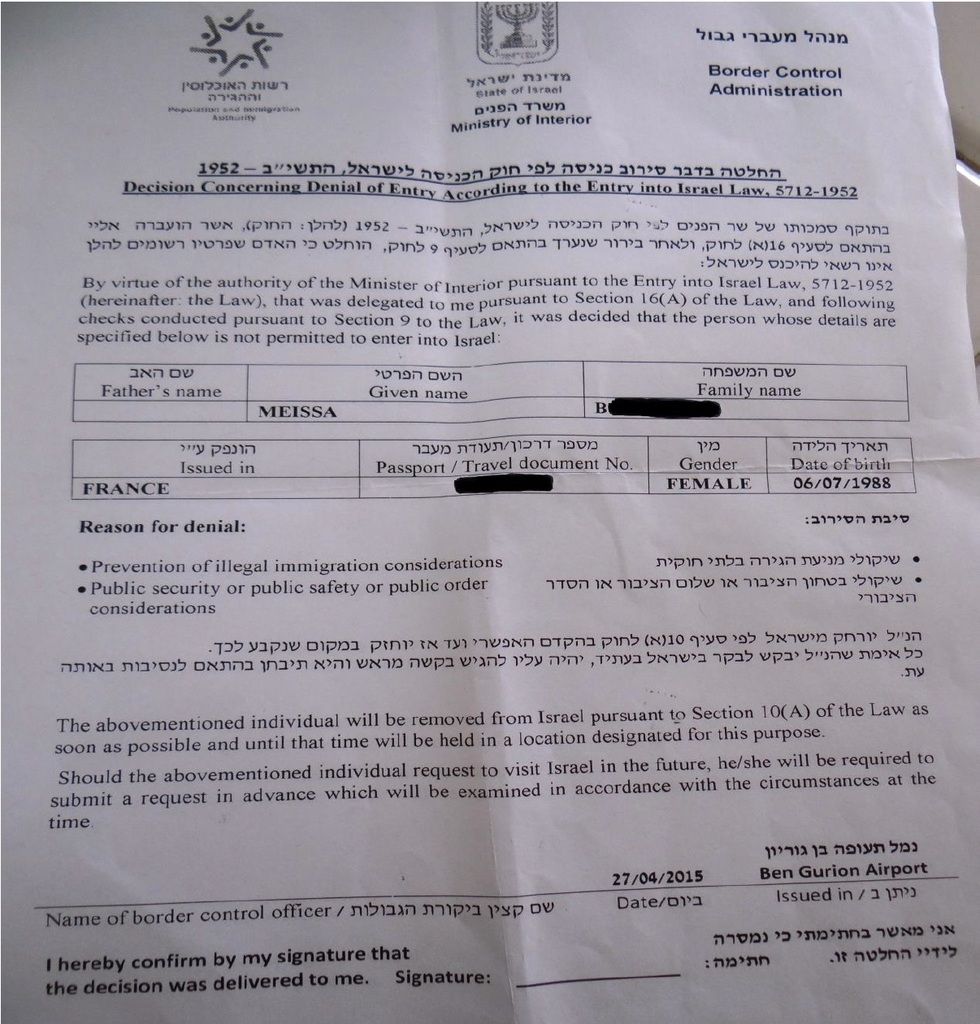 רשות האוכלוסין
וההגירה
Population and Immigration
Authority
מדינת ישראל
State of Israel
משרד הפנים
Ministry of Interior
מנהל מעברי גבול
Border Control
Administration
החלטה בדבר סירוב כניסה לפי חוק הכניסה לישראל, התשי"ב – 1952
Decision Concerning Denial of Entry According to the Entry into Israel Law, 5712-1952
בתוקף סמכותו של שר הפנים לפי חוק הכניסה לישראל, התשי"ב – 1952 (להלן: החוק), אשר הועברה אליי
בהתאם לסעיף 16(א) לחוק, ולאחר בירור שנערך בהתאם לסעיף 9 לחוק, הוחלט כי האדם שפרטיו רשומים להלן
אינו רשאי להיכנס לישראל:
By virtue of the authority of the Minister of Interior pursuant to the Entry into Israel Law, 5712-1952
(hereinafter: the Law), that was delegated to me pursuant to Section 16(A) of the Law, and following
checks conducted pursuant to Section 9 to the Law, it was decided that the person whose details are
specified below is not permitted to enter into Israel:
שם האב השם הפרטי שם המשפחה
Father's name Given name Family name
MEISSA B
הונפק ע"י מספר דרכון/תעודת מעבר מין תאריך הלידה
Issued in Passport / Travel document No. Gender Date of birth
FRANCE FEMALE 06/07/1988
Reason for denial: סיבת הסירוב:
• Prevention of illegal immigration considerations
• Public security or public safety or public order
considerations
• שיקולי מניעת הגירה בלתי חוקית
• שיקולי בטחון הציבור או שלום הציבור או הסדר
הציבורי
הנ"ל יורחק מישראל לפי סעיף 10(א) לחוק בהקדם האפשרי ועד אז יוחזק במקום שנקבע לכך.
כל אימת שהנ"ל יבקש לבקר בישראל בעתיד, יהיה עליו להגיש בקשה מראש והיא תיבחן בהתאם לנסיבות באותה
עת.
The abovementioned individual will be removed from Israel pursuant to Section 10(A) of the Law as
soon as possible and until that time will be held in a location designated for this purpose.
Should the abovementioned individual request to visit Israel in the future, he/she will be required to
submit a request in advance which will be examined in accordance with the circumstances at the
time.
נמל תעופה בן גוריון
27/04/2015 Ben Gurion Airport
Name of border control officer / שם קצין ביקורת הגבולות Date/ביום Issued in / ניתן ב
I hereby confirm by my signature that
the decision was delivered to me. Signature:
אני מאשר בחתימתי כי נמסרה
לידיי החלטה זו. חתימה: